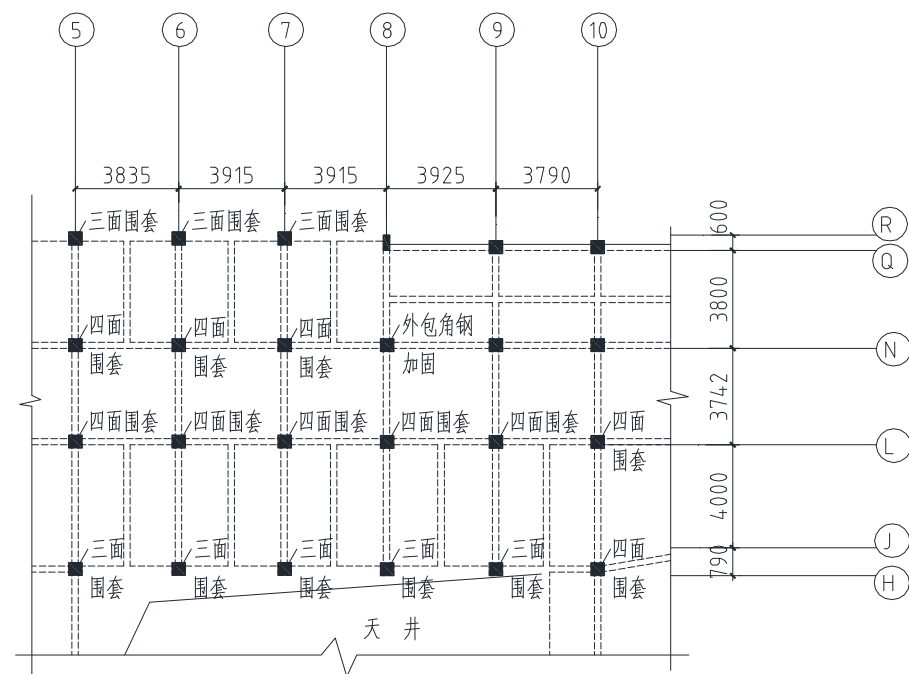 5 6 7 8 9 10
3835 3915 3915 3925 3790
600
R
三面围套 三面围套 三面围套
Q
3800
四面 四面 四面 外包角钢
N
围套 围套 围套 加固
3742
四面围套 四面围套 四面围套 四面围套 四面围套 四面
L
围套
4000
三面 三面 三面 三面 三面 四面
J
790
围套 围套 围套 围套 围套 围套
H
天 井